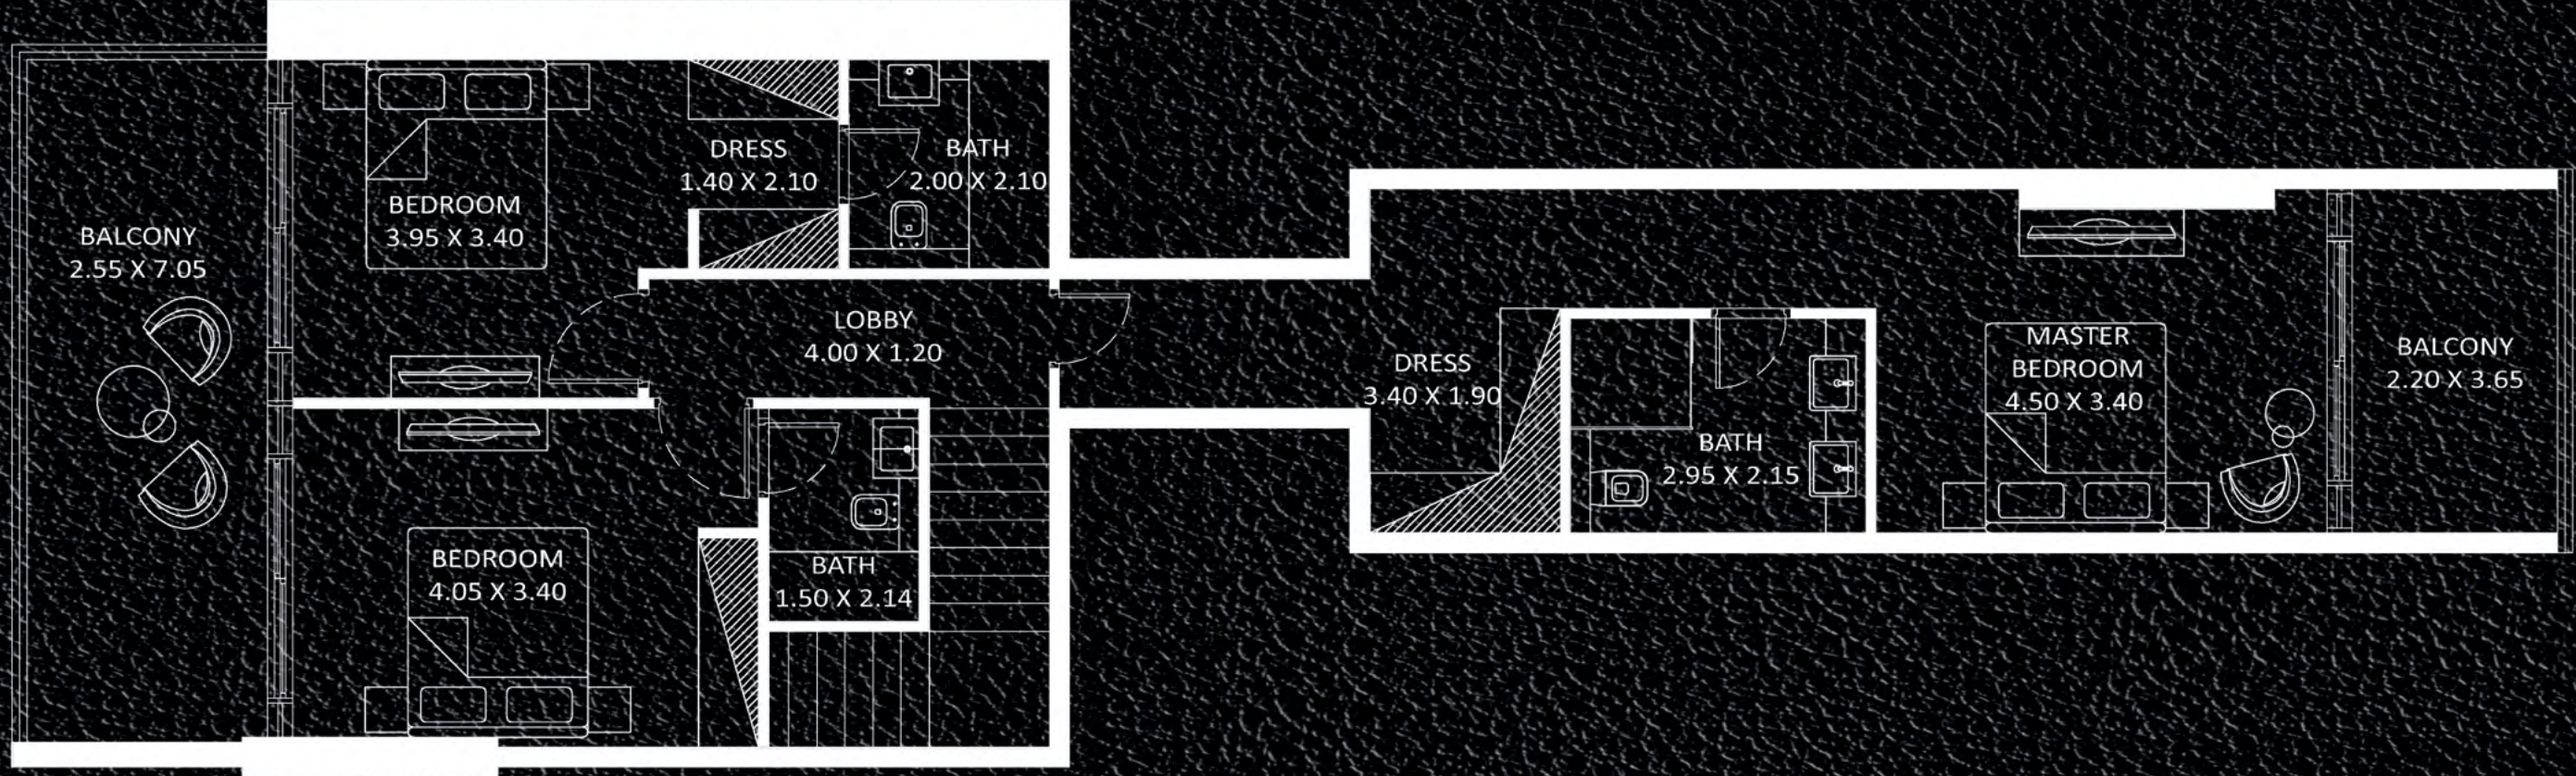 BALCONY
2.55 X 7.05
BEDROOM
3.95 X 3.40
DRESS
1.40 X 2.10
BATH
2.00 X 2.10
LOBBY
4.00 X 1.20
BEDROOM
4.05 X 3.40
BATH
1.50 X 2.14
DRESS
3.40 X 1.90
BATH
2.95 X 2.15
MASTER
BEDROOM
4.50 X 3.40
BALCONY
2.20 X 3.65